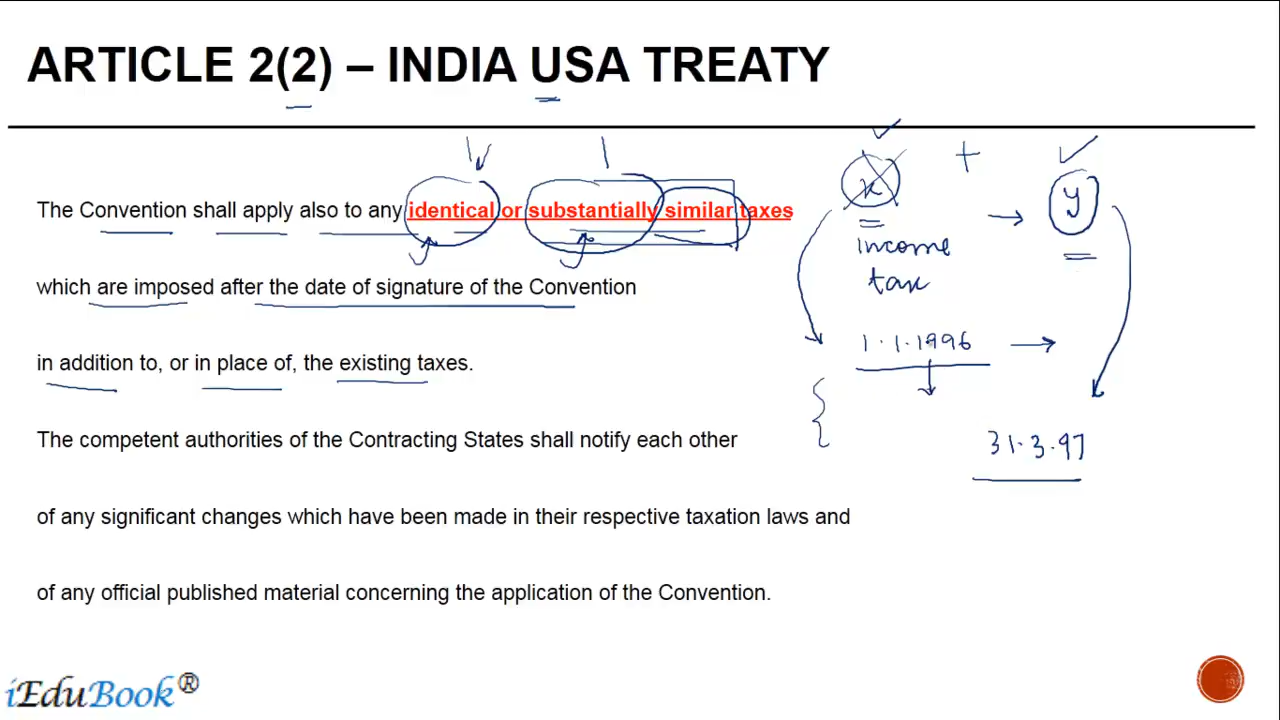 ARTICLE 2(2) – INDIA USA TREATY
The Convention shall apply also to any identical or substantially similar taxes
which are imposed after the date of signature of the Convention
in addition to, or in place of, the existing taxes.
The competent authorities of the Contracting States shall notify each other
of any significant changes which have been made in their respective taxation laws and
of any official published material concerning the application of the Convention.
x + → y
income
tax
1.1.1996 →
31.3.97
iEduBook®